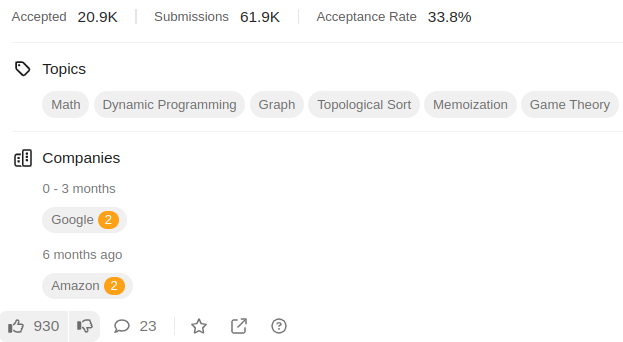 Accepted 20.9K Submissions 61.9K Acceptance Rate 33.8%
Topics
Math Dynamic Programming Graph Topological Sort Memoization Game Theory
Companies
0 - 3 months
Google 2
6 months ago
Amazon 2
930 23